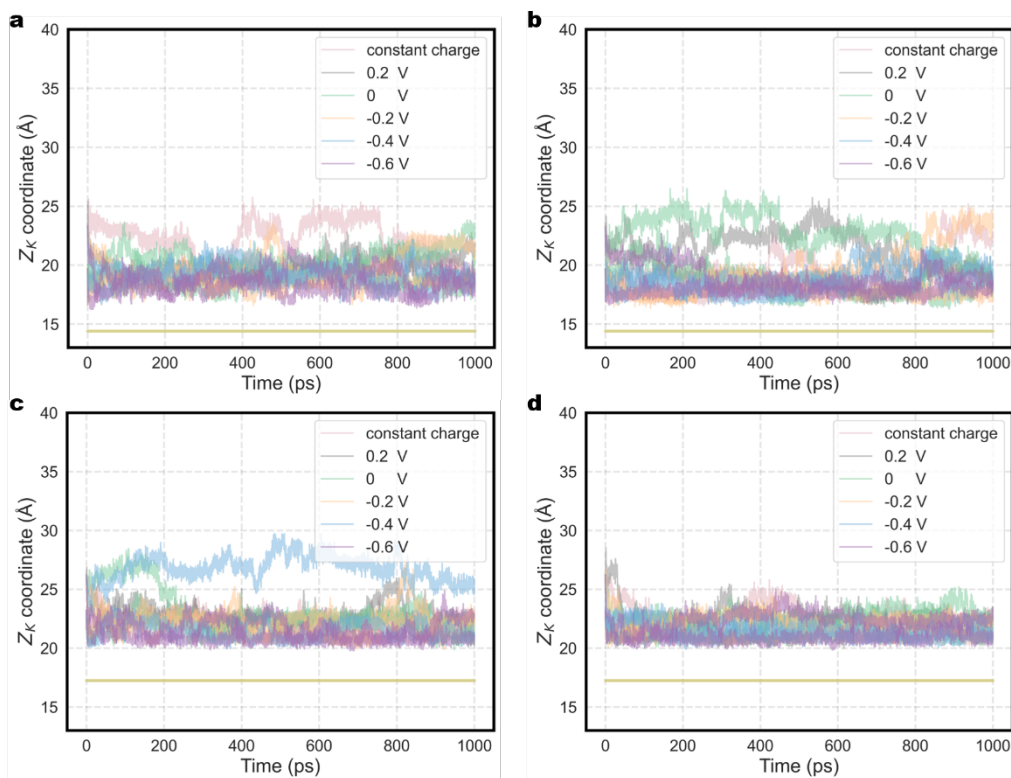 a
40
35
30
25
20
15
Z_K coordinate (Å)
constant charge
0.2 V
0 V
-0.2 V
-0.4 V
-0.6 V
0 200 400 600 800 1000
Time (ps)
b
40
35
30
25
20
15
Z_K coordinate (Å)
constant charge
0.2 V
0 V
-0.2 V
-0.4 V
-0.6 V
0 200 400 600 800 1000
Time (ps)
c
40
35
30
25
20
15
Z_K coordinate (Å)
constant charge
0.2 V
0 V
-0.2 V
-0.4 V
-0.6 V
0 200 400 600 800 1000
Time (ps)
d
40
35
30
25
20
15
Z_K coordinate (Å)
constant charge
0.2 V
0 V
-0.2 V
-0.4 V
-0.6 V
0 200 400 600 800 1000
Time (ps)